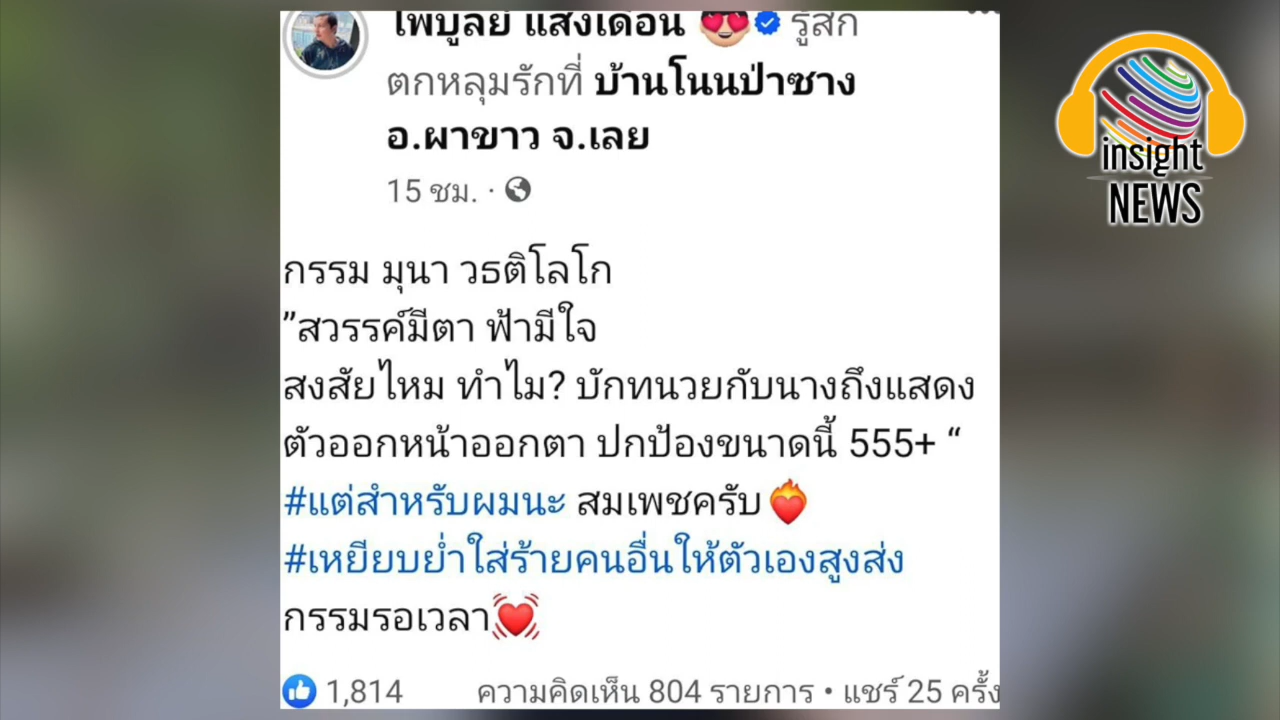 ไพบูลย์ แสงเดือน รู้สึก
ตกหลุมรักที่ บ้านโนนป่าซาง
อ.ผาขาว จ.เลย
15 ชม. ·
กรรม มุนา วธติโลโก
”สวรรค์มีตา ฟ้ามีใจ
สงสัยไหม ทำไม? บักทนวยกับนางถึงแสดง
ตัวออกหน้าออกตา ปกป้องขนาดนี้ 555+ “
#แต่สำหรับผมนะ สมเพชครับ❤️‍🔥
#เหยียบย่ำใส่ร้ายคนอื่นให้ตัวเองสูงส่ง
กรรมรอเวลา💓
1,814 ความคิดเห็น 804 รายการ • แชร์ 25 ครั้ง
insight
NEWS